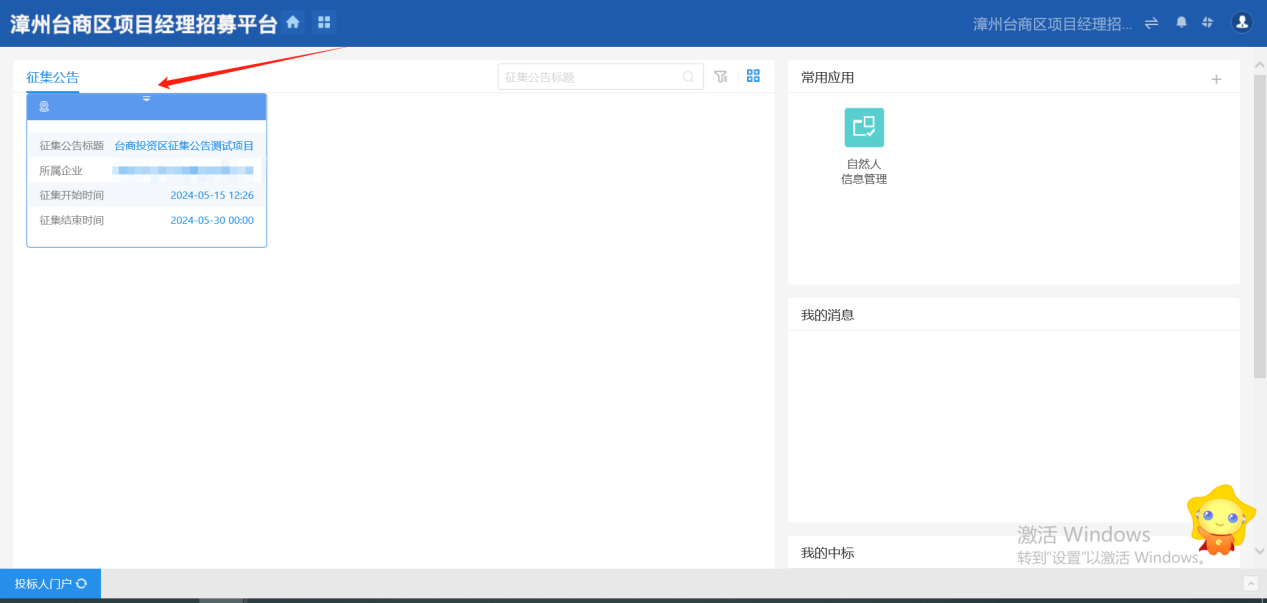 漳州台商区项目经理招募平台
漳州台商区项目经理招...
征集公告
征集公告标题
征集公告标题 台商投资区征集公告测试项目
所属企业
征集开始时间 2024-05-15 12:26
征集结束时间 2024-05-30 00:00
常用应用
自然人
信息管理
我的消息
我的中标
激活 Windows
转到"设置"以激活 Windows。
投标人门户